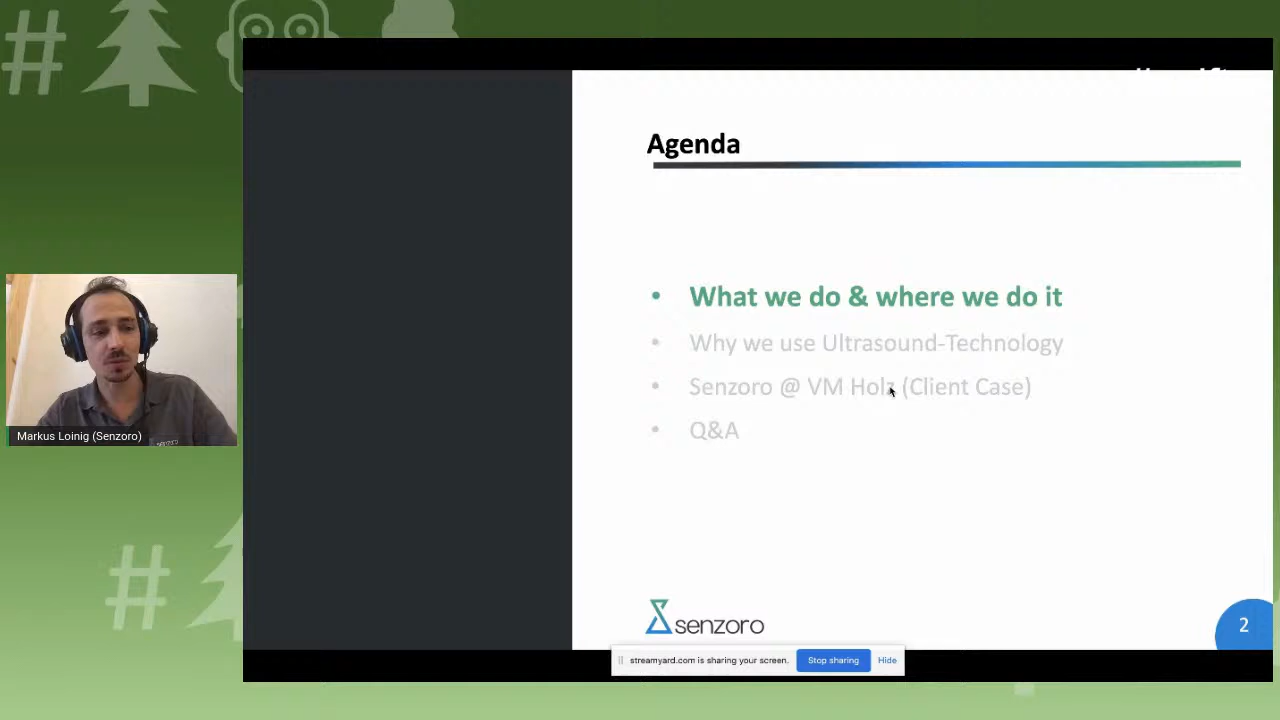 Agenda
• What we do & where we do it
• Why we use Ultrasound-Technology
• Senzoro @ VM Holz (Client Case)
• Q&A
Markus Loinig (Senzoro)
senzoro
2
streamyard.com is sharing your screen. Stop sharing Hide